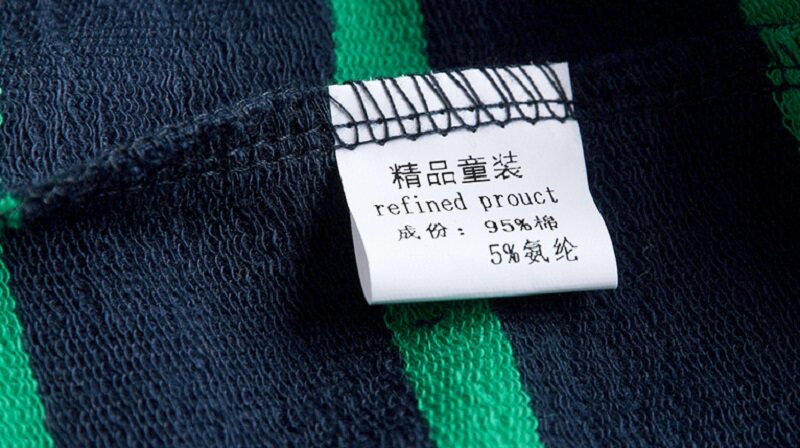 精品童装
refined prouct
成份：95%棉
5%氨纶